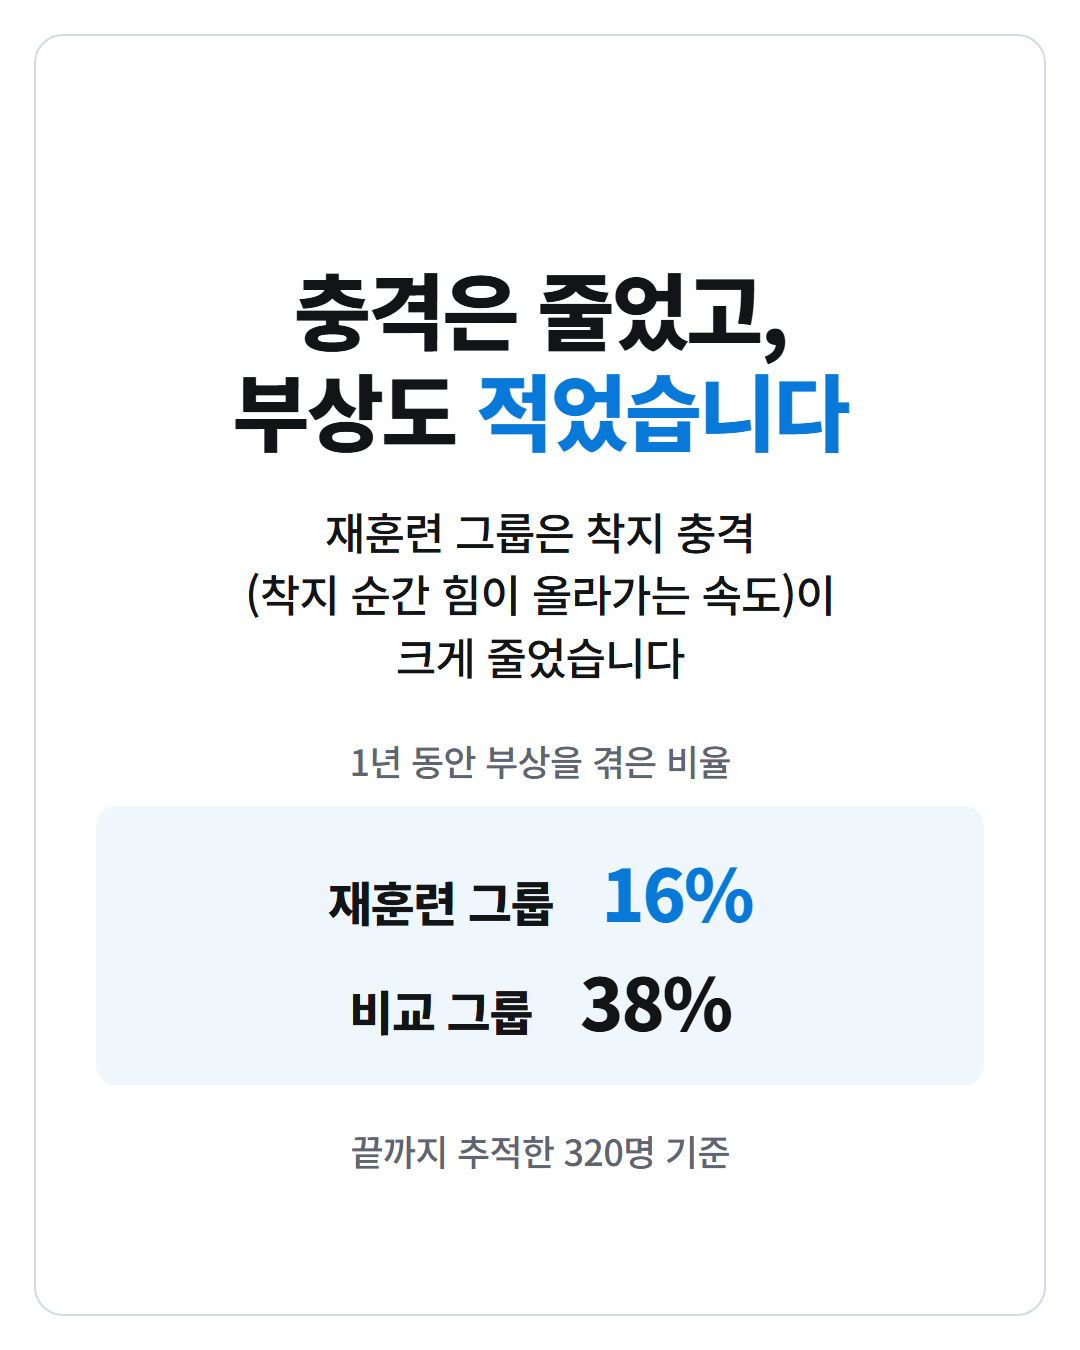 충격은 줄었고,
부상도 적었습니다
재훈련 그룹은 착지 충격
(착지 순간 힘이 올라가는 속도)이
크게 줄었습니다
1년 동안 부상을 겪은 비율
재훈련 그룹 16%
비교 그룹 38%
끝까지 추적한 320명 기준